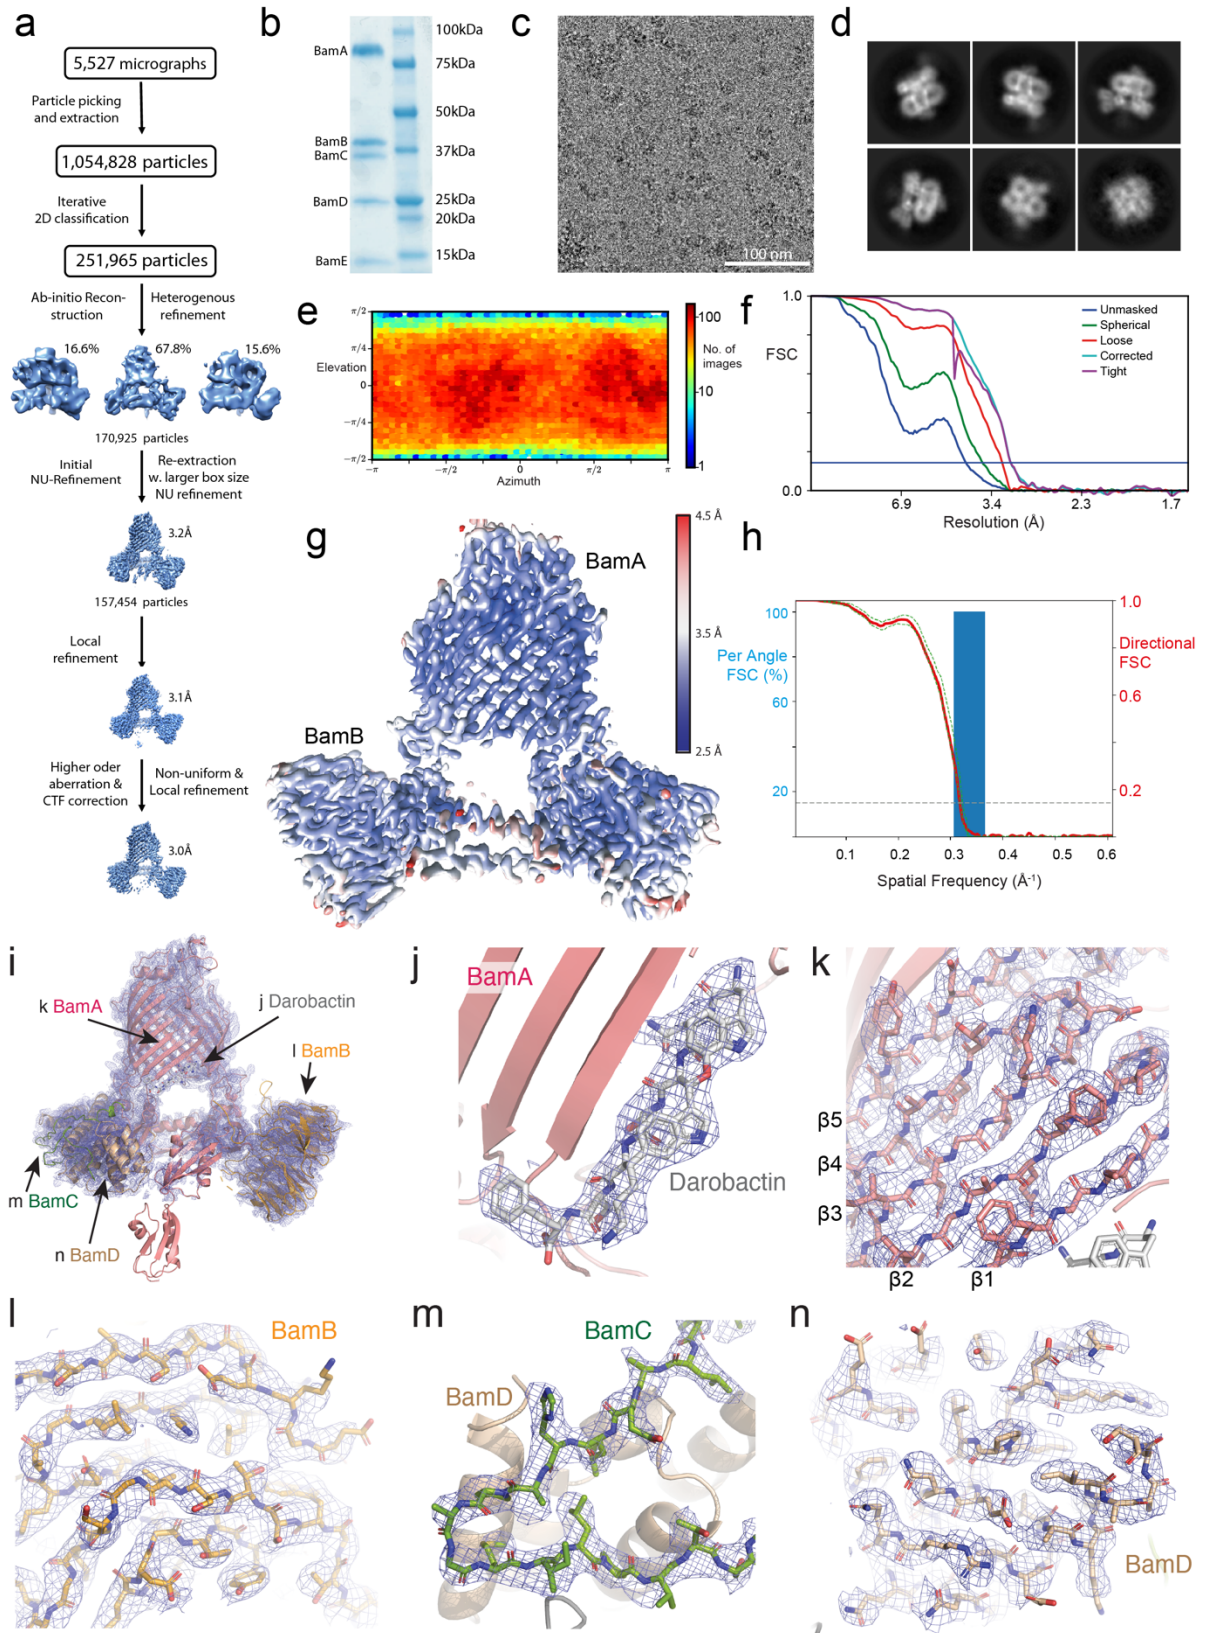 a
5,527 micrographs
Particle picking
and extraction
1,054,828 particles
Iterative
2D classification
251,965 particles
Ab-initio Recon-
struction
Heterogenous
refinement
16.6%
67.8%
15.6%
170,925 particles
Initial
NU-Refinement
Re-extraction
w. larger box size
NU refinement
3.2Å
157,454 particles
Local
refinement
3.1Å
Higher oder
aberration &
CTF correction
Non-uniform &
Local refinement
3.0Å
b
BamA
BamB
BamC
BamD
BamE
100kDa
75kDa
50kDa
37kDa
25kDa
20kDa
15kDa
c
100 nm
d
e
π/2
π/4
Elevation
0
−π/4
−π/2
−π
−π/2
0
π/2
π
Azimuth
100
No. of
images
10
1
f
1.0
FSC
0.0
6.9
3.4
2.3
1.7
Resolution (Å)
Unmasked
Spherical
Loose
Corrected
Tight
g
BamA
BamB
4.5 Å
3.5 Å
2.5 Å
h
100
Per Angle
FSC (%)
60
20
1.0
Directional
FSC
0.6
0.2
0.1
0.2
0.3
0.4
0.5
0.6
Spatial Frequency (Å⁻¹)
i
k BamA
j Darobactin
l BamB
m BamC
n BamD
j
BamA
Darobactin
k
β5
β4
β3
β2
β1
l
BamB
m
BamC
BamD
n
BamD